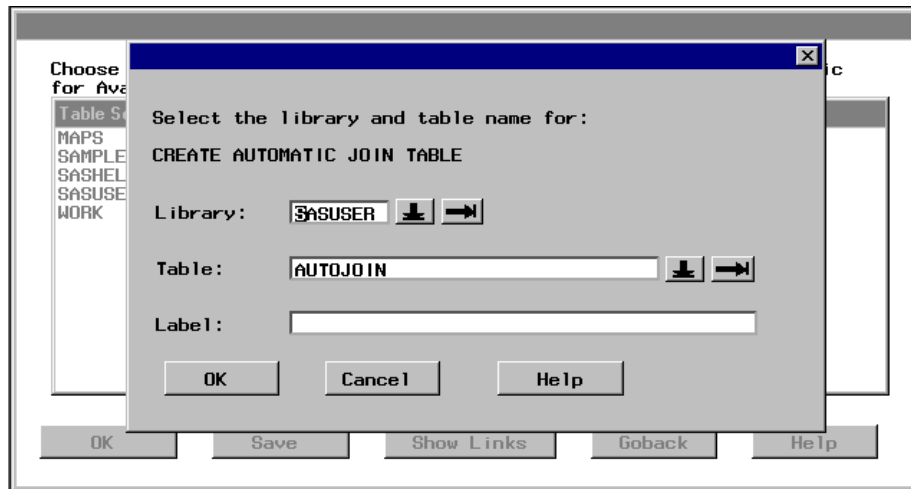 Choose
ic
for Ava
Table Se
MAPS
SAMPLE
SASHEL
SASUSE
WORK
Select the library and table name for:
CREATE AUTOMATIC JOIN TABLE
Library: SASUSER
Table: AUTOJOIN
Label:
OK Cancel Help
OK Save Show Links Goback Help